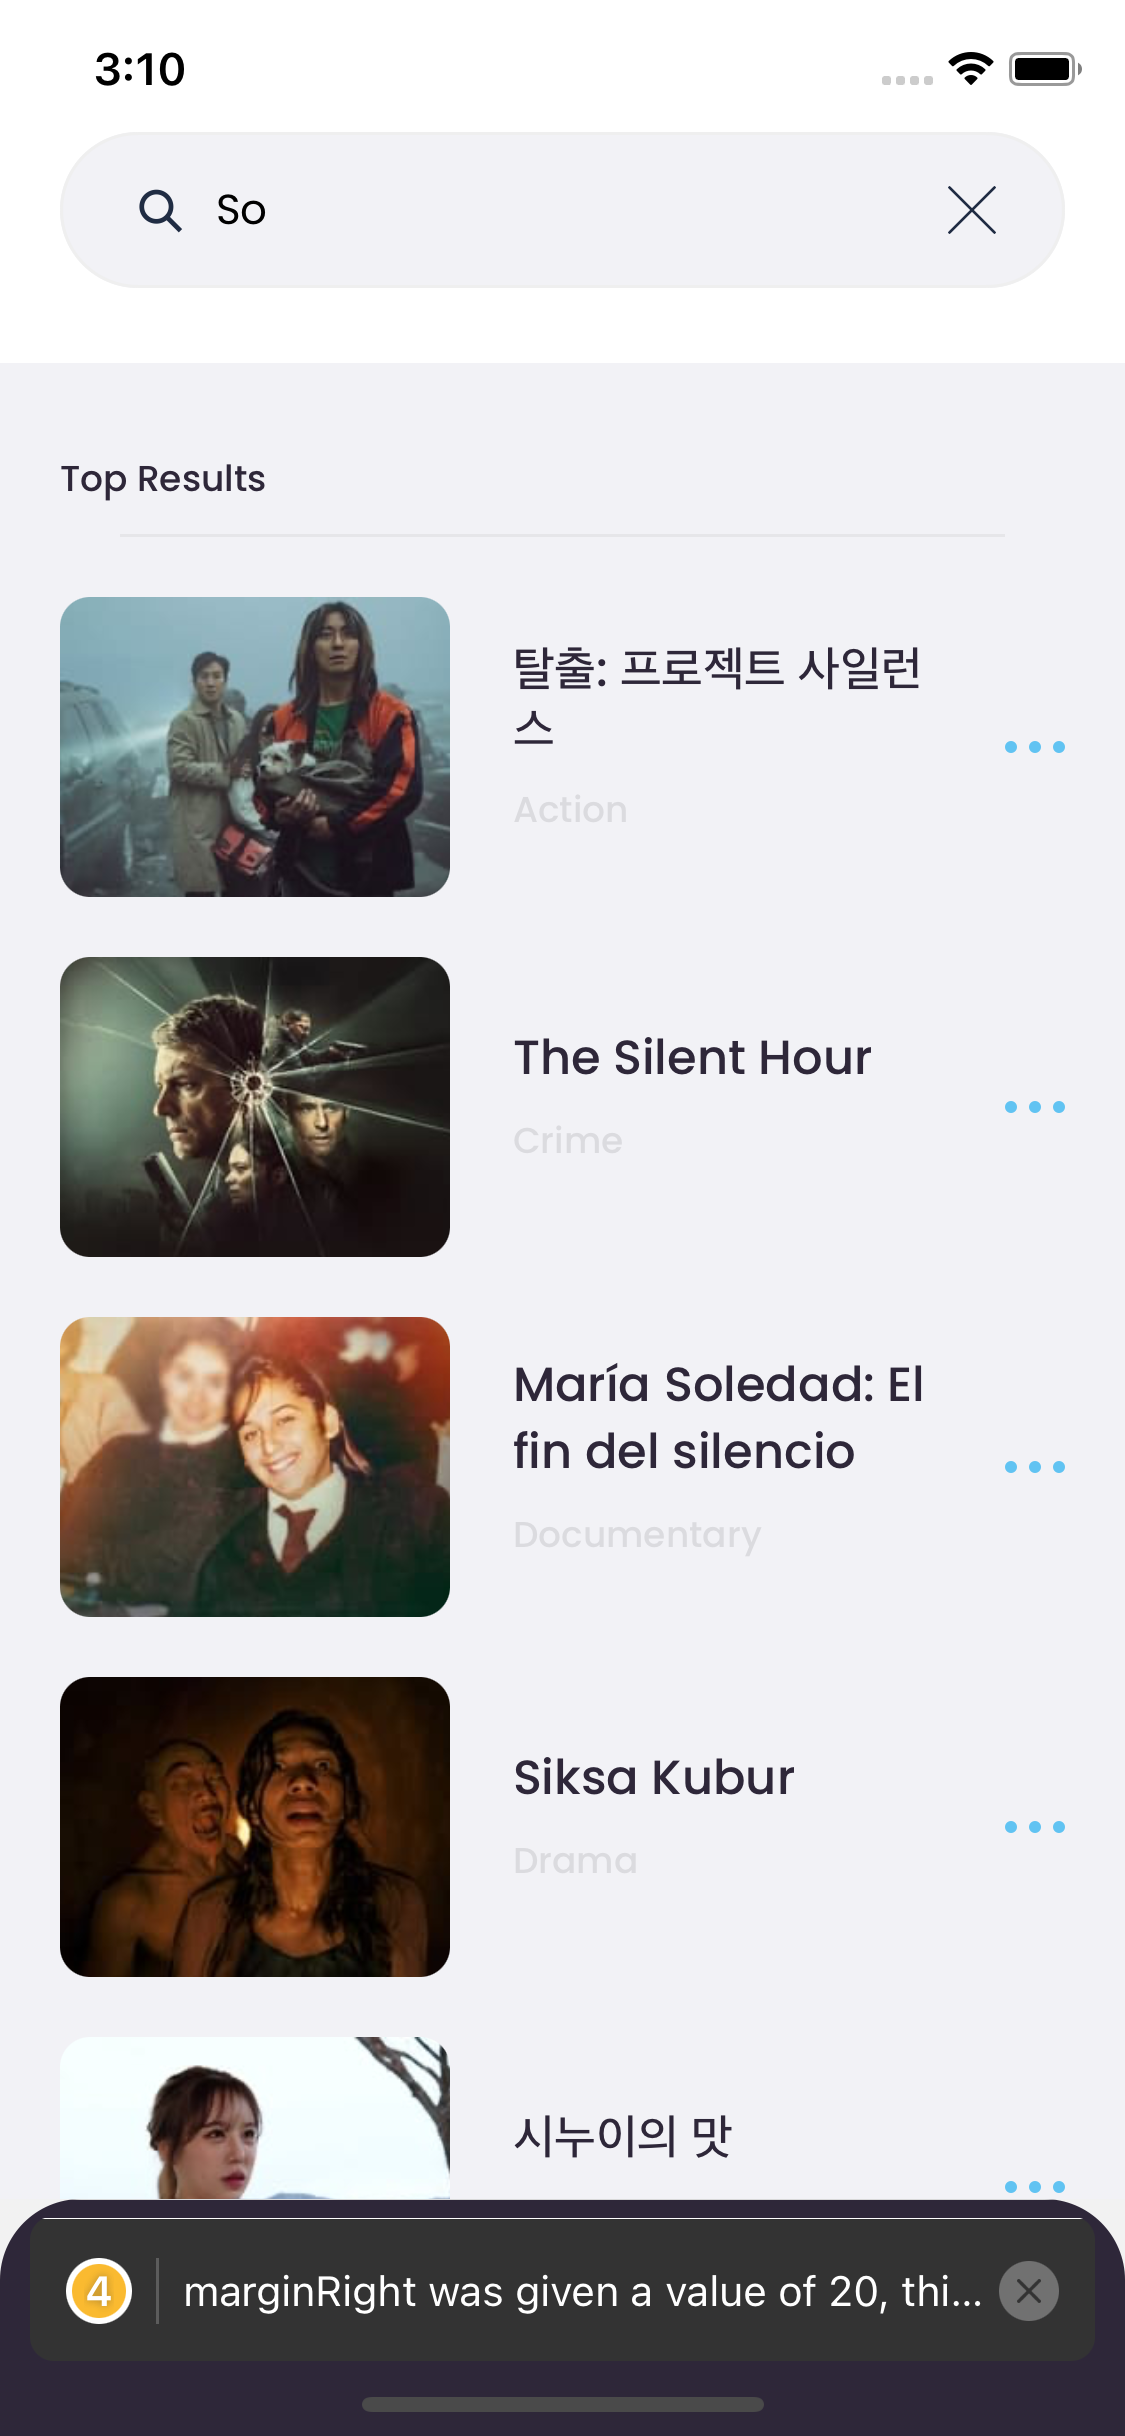 3:10
So
Top Results
탈출: 프로젝트 사일런
스
Action
The Silent Hour
Crime
María Soledad: El
fin del silencio
Documentary
Siksa Kubur
Drama
시누이의 맛
4
marginRight was given a value of 20, thi...